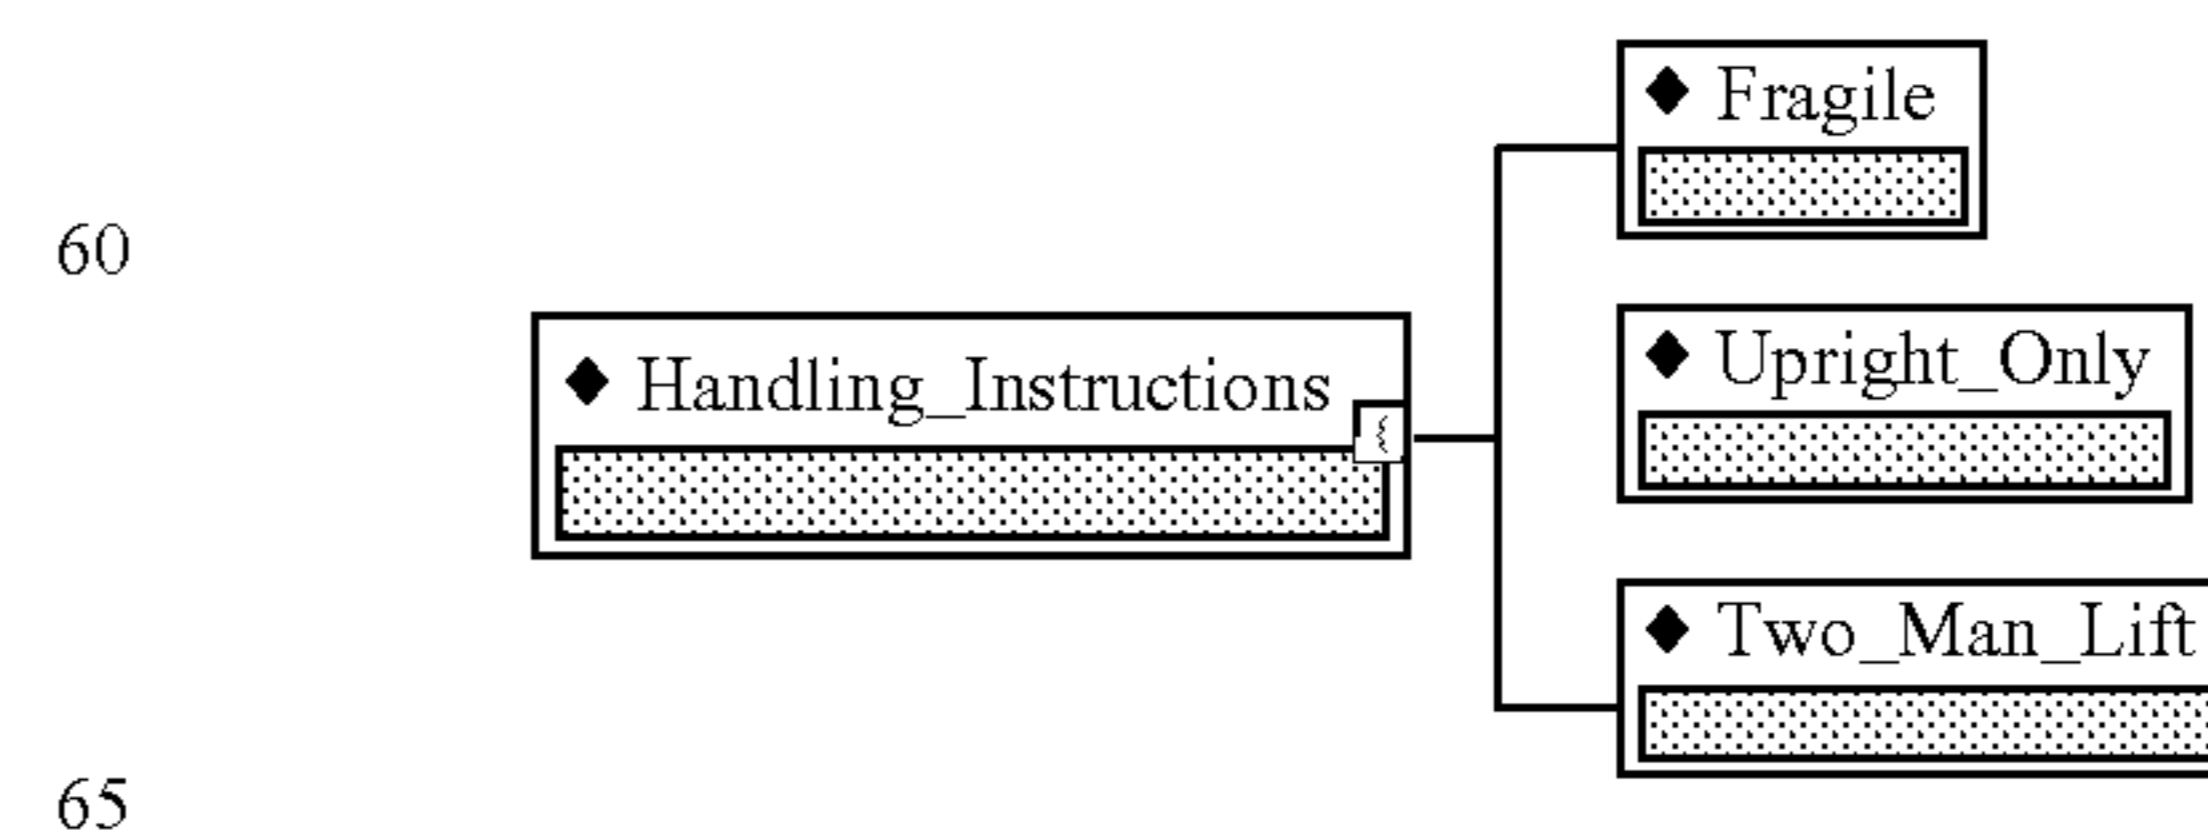 ◆ Fragile
60
◆ Upright_Only
◆ Handling_Instructions
{
◆ Two_Man_Lift
65